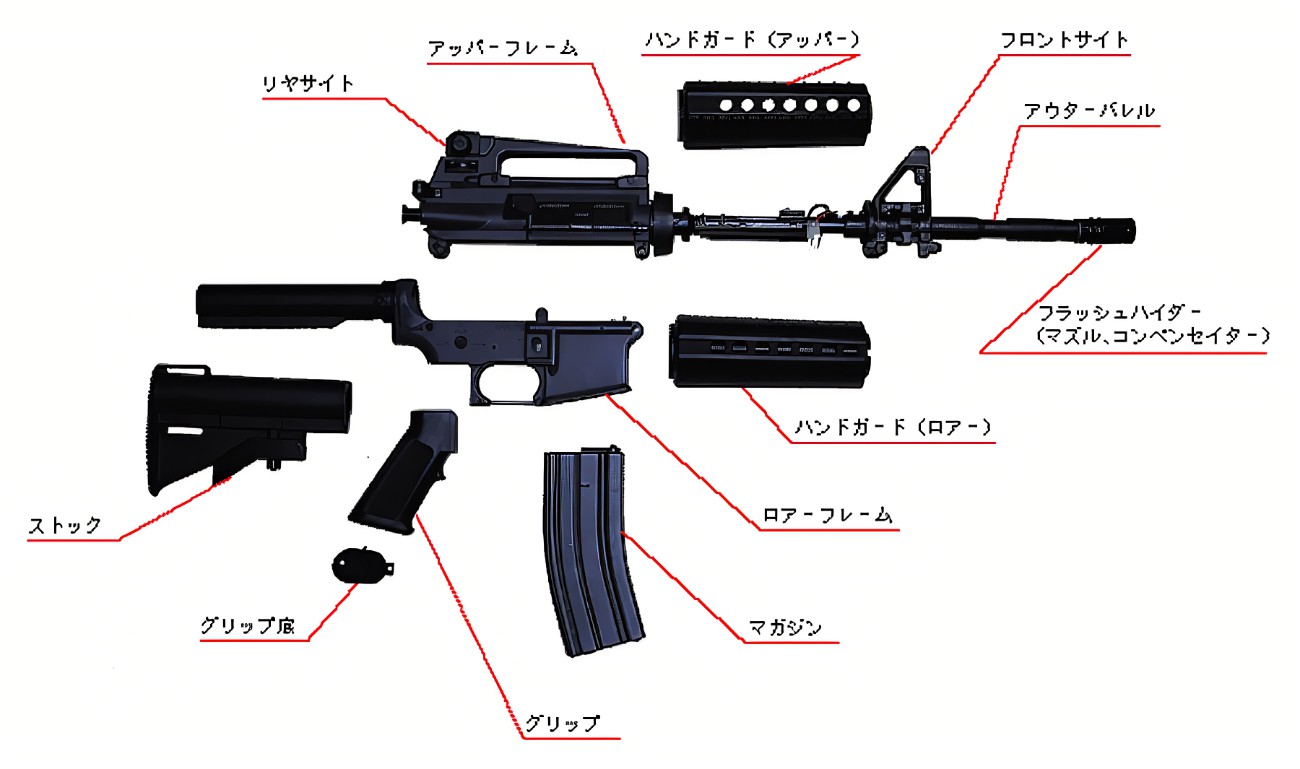 ハンドガード（アッパー）
フロントサイト
アッパーフレーム
リヤサイト
アウターバレル
フラッシュハイダー
（マズル、コンペンセイター）
ハンドガード（ロアー）
ロアーフレーム
ストック
グリップ底
マガジン
グリップ